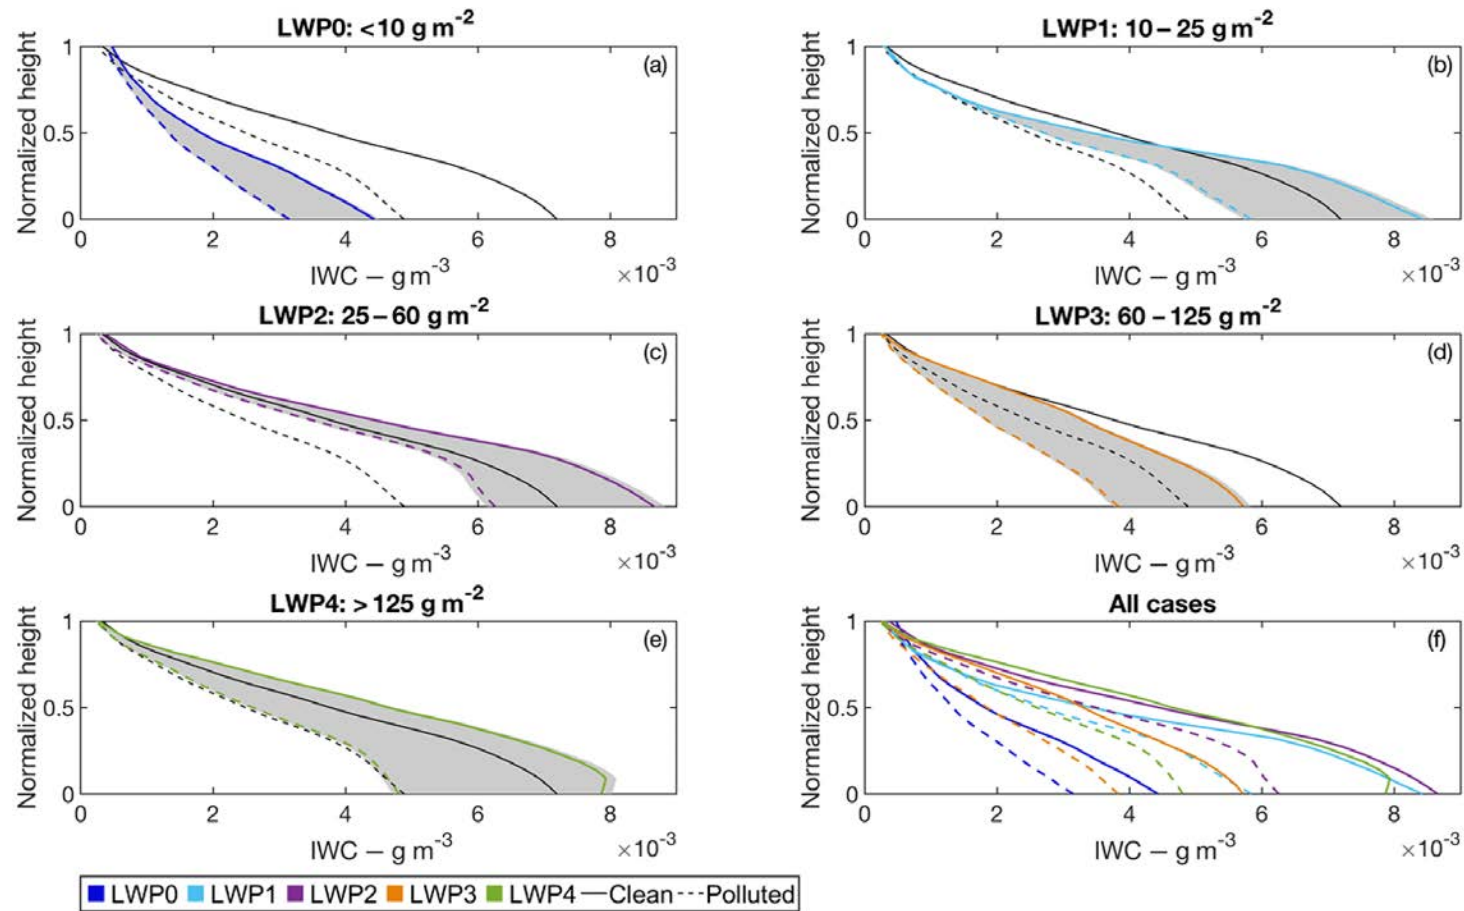 LWP0: <10 g m-2
LWP1: 10 – 25 g m-2
1
0.5
0
Normalized height
(a)
0 2 4 6 8
IWC – g m-3
×10-3
1
0.5
0
Normalized height
(b)
0 2 4 6 8
IWC – g m-3
×10-3
LWP2: 25 – 60 g m-2
LWP3: 60 – 125 g m-2
1
0.5
0
Normalized height
(c)
0 2 4 6 8
IWC – g m-3
×10-3
1
0.5
0
Normalized height
(d)
0 2 4 6 8
IWC – g m-3
×10-3
LWP4: > 125 g m-2
All cases
1
0.5
0
Normalized height
(e)
0 2 4 6 8
IWC – g m-3
×10-3
1
0.5
0
Normalized height
(f)
0 2 4 6 8
IWC – g m-3
×10-3
LWP0 LWP1 LWP2 LWP3 LWP4 Clean Polluted